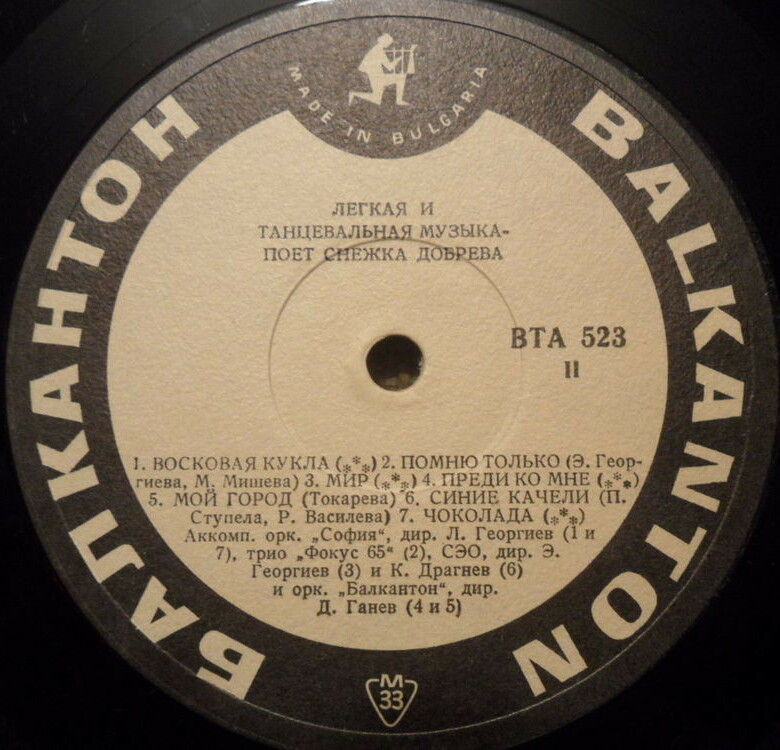 MADE IN BULGARIA
БАЛКАНТОН
BALKANTON
ЛЕГКАЯ И
ТАНЦЕВАЛЬНАЯ МУЗЫКА-
ПОЕТ СНЕЖКА ДОБРЕВА
ВТА 523
II
1. ВОСКОВАЯ КУКЛА (***) 2. ПОМНЮ ТОЛЬКО (Э. Геор-
гиева, М. Мишева) 3. МИР (***) 4. ПРЕДИ КО МНЕ (***)
5. МОЙ ГОРОД (Токарева) 6. СИНИЕ КАЧЕЛИ (П.
Ступела, Р. Василева) 7. ЧОКОЛАДА (***)
Аккомп. орк. „София“, дир. Л. Георгиев (1 и
7), трио „Фокус 65“ (2), СЭО, дир. Э.
Георгиев (3) и К. Драгнев (6)
и орк. „Балкантон“, дир.
Д. Ганев (4 и 5)
М
33